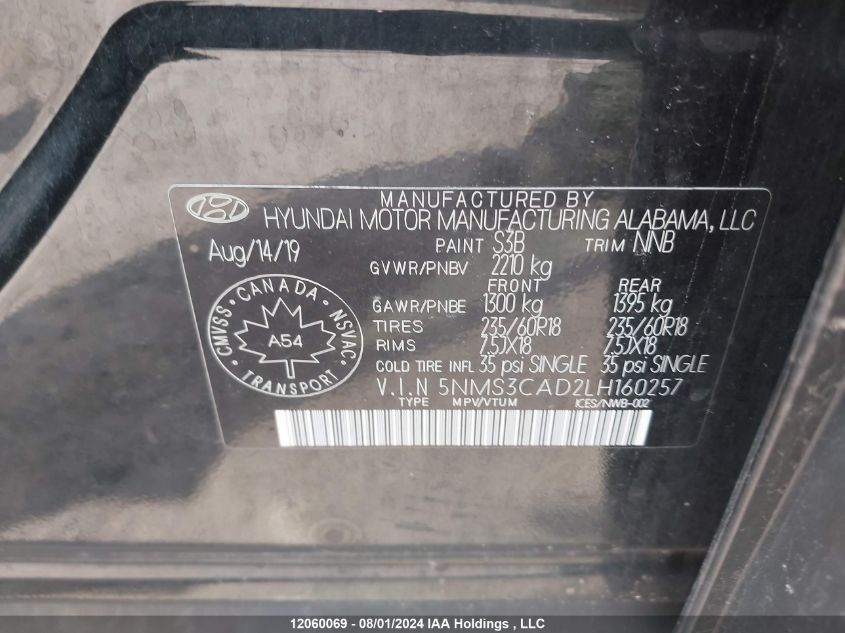 MANUFACTURED BY
HYUNDAI MOTOR MANUFACTURING ALABAMA, LLC
Aug/14/19 PAINT S3B TRIM NNB
GVWR/PNBV 2210 kg
FRONT REAR
GAWR/PNBE 1300 kg 1395 kg
TIRES 235/60R18 235/60R18
RIMS 7.5JX18 7.5JX18
COLD TIRE INFL 35 psi SINGLE 35 psi SINGLE
V.I.N 5NMS3CAD2LH160257
TYPE MPV/VTUM ICES/NWB-002
CMVSS · CANADA · NSVAC · TRANSPORT ·
A54
12060069 - 08/01/2024 IAA Holdings , LLC